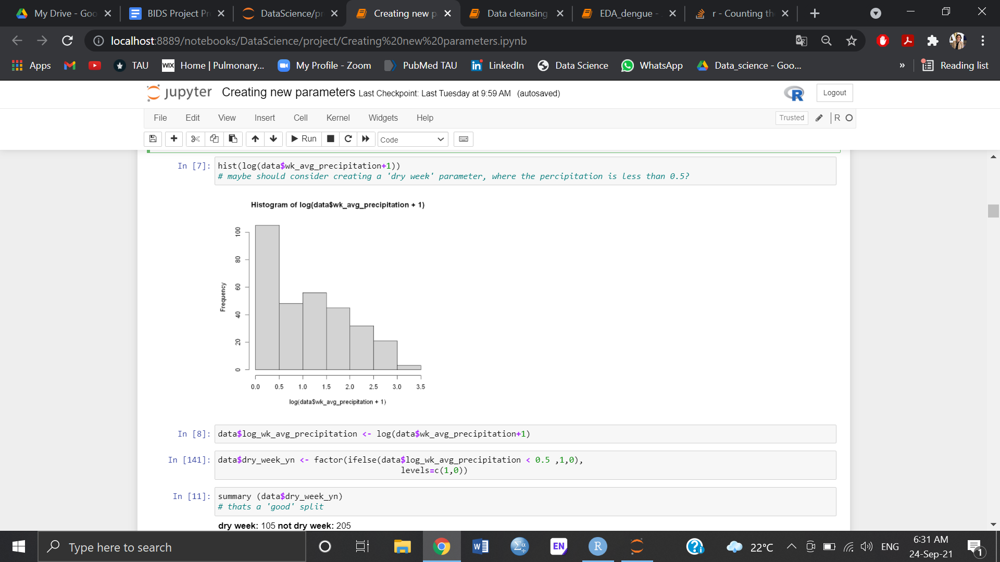 My Drive - Goo
BIDS Project Pr
DataScience/pr
Creating new p
Data cleansing
EDA_dengue -
r - Counting th
localhost:8889/notebooks/DataScience/project/Creating%20new%20parameters.ipynb
Apps
TAU
WIX
Home | Pulmonary...
My Profile - Zoom
PubMed TAU
LinkedIn
Data Science
WhatsApp
Data_science - Goo...
»
Reading list
jupyter Creating new parameters Last Checkpoint: Last Tuesday at 9:59 AM (autosaved)
R
Logout
File Edit View Insert Cell Kernel Widgets Help
Trusted
R
Run
Code
In [7]:
hist(log(data$wk_avg_precipitation+1))
# maybe should consider creating a 'dry week' parameter, where the percipitation is less than 0.5?
Histogram of log(data$wk_avg_precipitation + 1)
Frequency
100
80
60
40
20
0
0.0 0.5 1.0 1.5 2.0 2.5 3.0 3.5
log(data$wk_avg_precipitation + 1)
In [8]:
data$log_wk_avg_precipitation <- log(data$wk_avg_precipitation+1)
In [141]:
data$dry_week_yn <- factor(ifelse(data$log_wk_avg_precipitation < 0.5 ,1,0),
levels=c(1,0))
In [11]:
summary (data$dry_week_yn)
# thats a 'good' split
dry week: 105 not dry week: 205
Type here to search
W
Σα
EN
R
22°C
ENG
6:31 AM
24-Sep-21
1